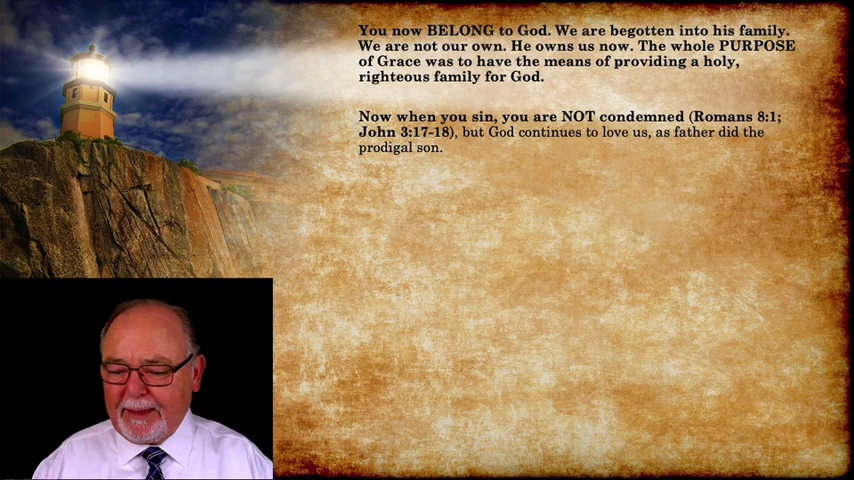 You now BELONG to God. We are begotten into his family.
We are not our own. He owns us now. The whole PURPOSE
of Grace was to have the means of providing a holy,
righteous family for God.
Now when you sin, you are NOT condemned (Romans 8:1;
John 3:17-18), but God continues to love us, as father did the
prodigal son.